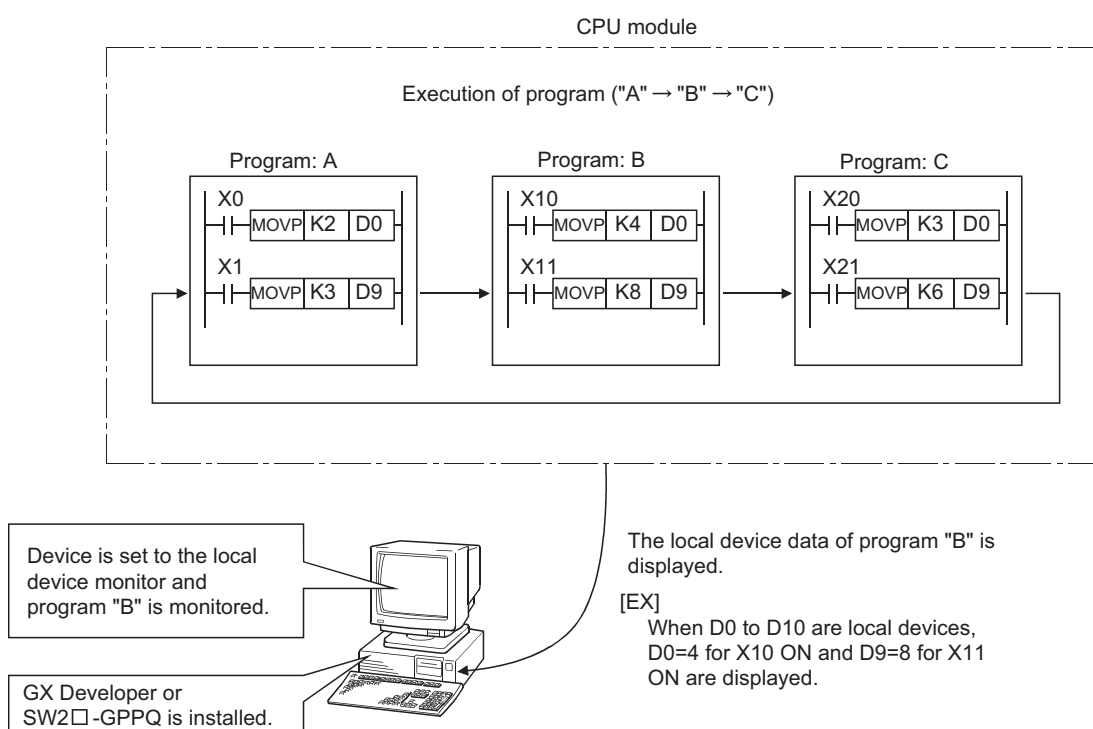 CPU module
Execution of program ("A" → "B" → "C")
Program: A
X0
MOVP K2 D0
X1
MOVP K3 D9
Program: B
X10
MOVP K4 D0
X11
MOVP K8 D9
Program: C
X20
MOVP K3 D0
X21
MOVP K6 D9
Device is set to the local
device monitor and
program "B" is monitored.
GX Developer or
SW2□-GPPQ is installed.
The local device data of program "B" is
displayed.
[EX]
When D0 to D10 are local devices,
D0=4 for X10 ON and D9=8 for X11
ON are displayed.